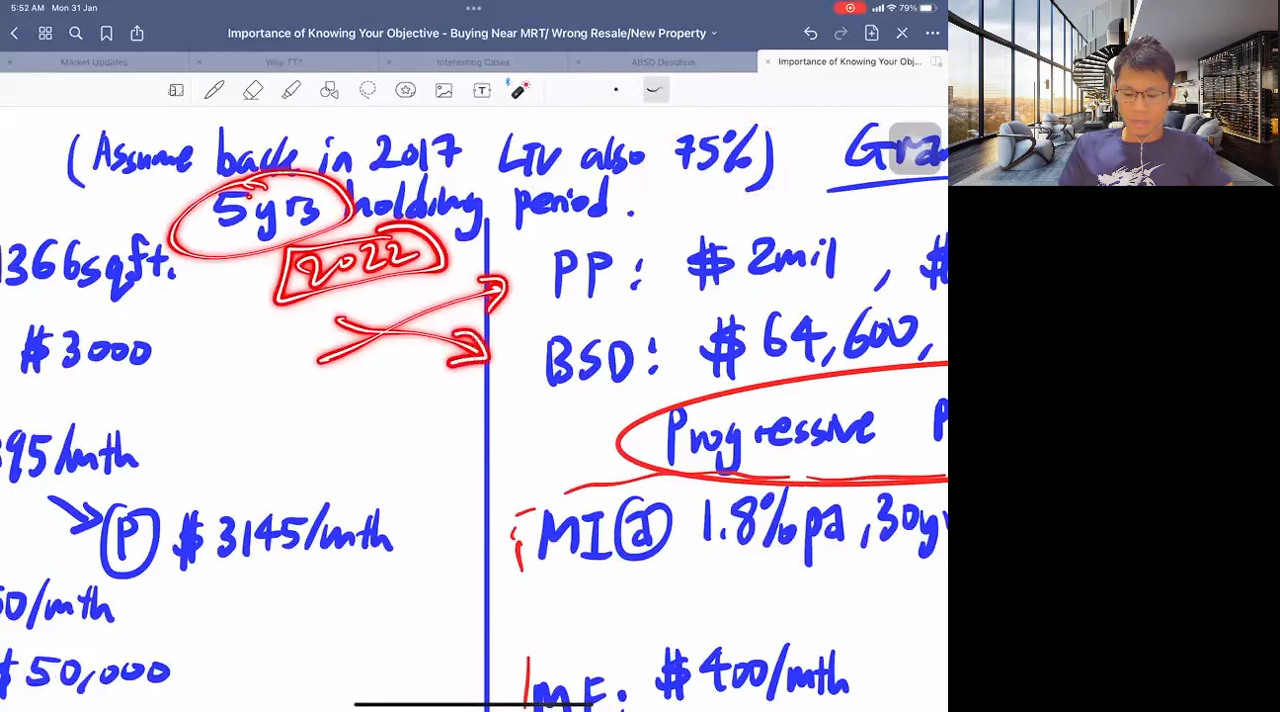 5:52 AM Mon 31 Jan
79%
Importance of Knowing Your Objective - Buying Near MRT/ Wrong Resale/New Property
Market Updates
Why TT?
Interesting Cases
ABSD Deadline
Importance of Knowing Your Obj...
(Assume back in 2017 LTV also 75%)
5yrs holding period.
2022
1366sqft.
$3000
395/mth
P $3145/mth
50/mth
$50,000
PP: $2mil, $
BSD: $64,600,
Progressive P
MI@ 1.8%pa, 30y
MF: $400/mth